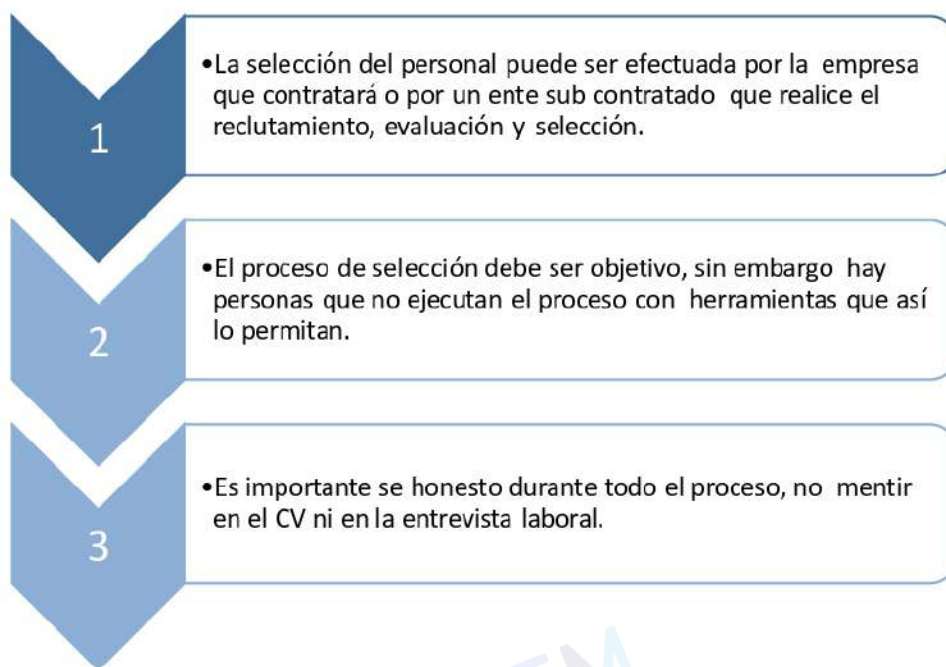 1
•La selección del personal puede ser efectuada por la empresa
que contratará o por un ente sub contratado que realice el
reclutamiento, evaluación y selección.
2
•El proceso de selección debe ser objetivo, sin embargo hay
personas que no ejecutan el proceso con herramientas que así
lo permitan.
3
•Es importante se honesto durante todo el proceso, no mentir
en el CV ni en la entrevista laboral.